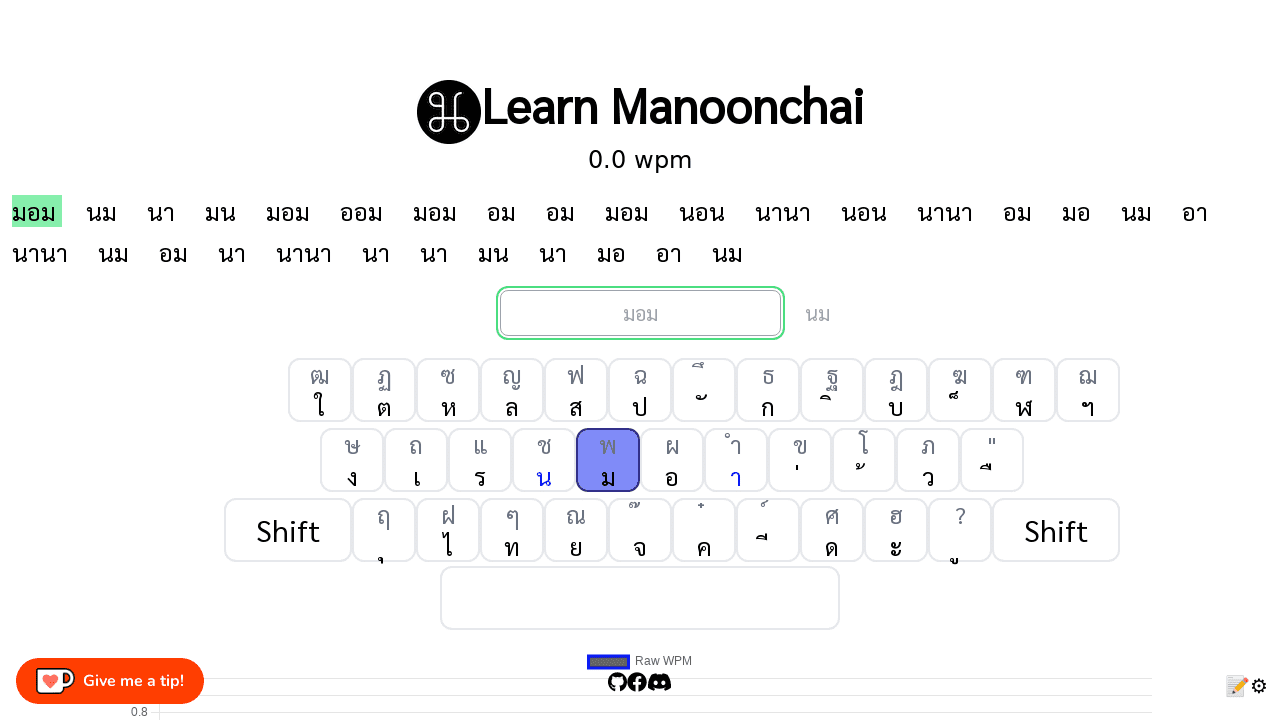 Learn Manoonchai
0.0 wpm
มอม นม นา มน มอม ออม มอม อม อม มอม นอน นานา นอน นานา อม มอ นม อา
นานา นม อม นา นานา นา นา มน นา มอ อา นม
มอม นม
ฒ ฏ ซ ญ ฟ ฉ ึ ธ ฐ ฎ ฆ ฑ ฌ
ใ ต ห ล ส ป ั ก ิ บ ็ ฬ ฯ
ษ ถ แ ช พ ผ ำ ข โ ภ "
ง เ ร น ม อ า ่ ้ ว ื
Shift ฤ ฝ ๆ ณ ๊ ๋ ์ ศ ฮ ? Shift
ุ ไ ท ย จ ค ี ด ะ ู
Raw WPM
Give me a tip!
0.8